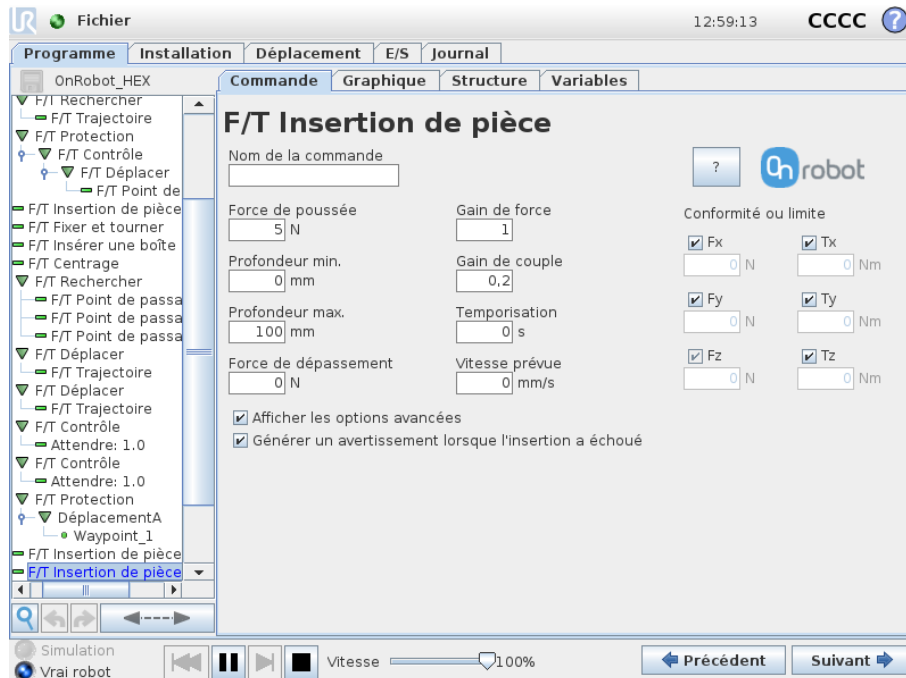 Fichier
12:59:13
CCCC
?
Programme Installation Déplacement E/S Journal
OnRobot_HEX
Commande Graphique Structure Variables
F/T Rechercher
F/T Trajectoire
F/T Protection
F/T Contrôle
F/T Déplacer
F/T Point de
F/T Insertion de pièce
F/T Fixer et tourner
F/T Insérer une boîte
F/T Centrage
F/T Rechercher
F/T Point de passa
F/T Point de passa
F/T Point de passa
F/T Déplacer
F/T Trajectoire
F/T Déplacer
F/T Trajectoire
F/T Contrôle
Attendre: 1.0
F/T Contrôle
Attendre: 1.0
F/T Protection
DéplacementA
Waypoint_1
F/T Insertion de pièce
F/T Insertion de pièce
F/T Insertion de pièce
Nom de la commande
?
On robot
Force de poussée
5 N
Gain de force
1
Profondeur min.
0 mm
Gain de couple
0,2
Profondeur max.
100 mm
Temporisation
0 s
Force de dépassement
0 N
Vitesse prévue
0 mm/s
Conformité ou limite
Fx Tx
0 N 0 Nm
Fy Ty
0 N 0 Nm
Fz Tz
0 N 0 Nm
Afficher les options avancées
Générer un avertissement lorsque l'insertion a échoué
Simulation
Vrai robot
Vitesse 100%
Précédent Suivant